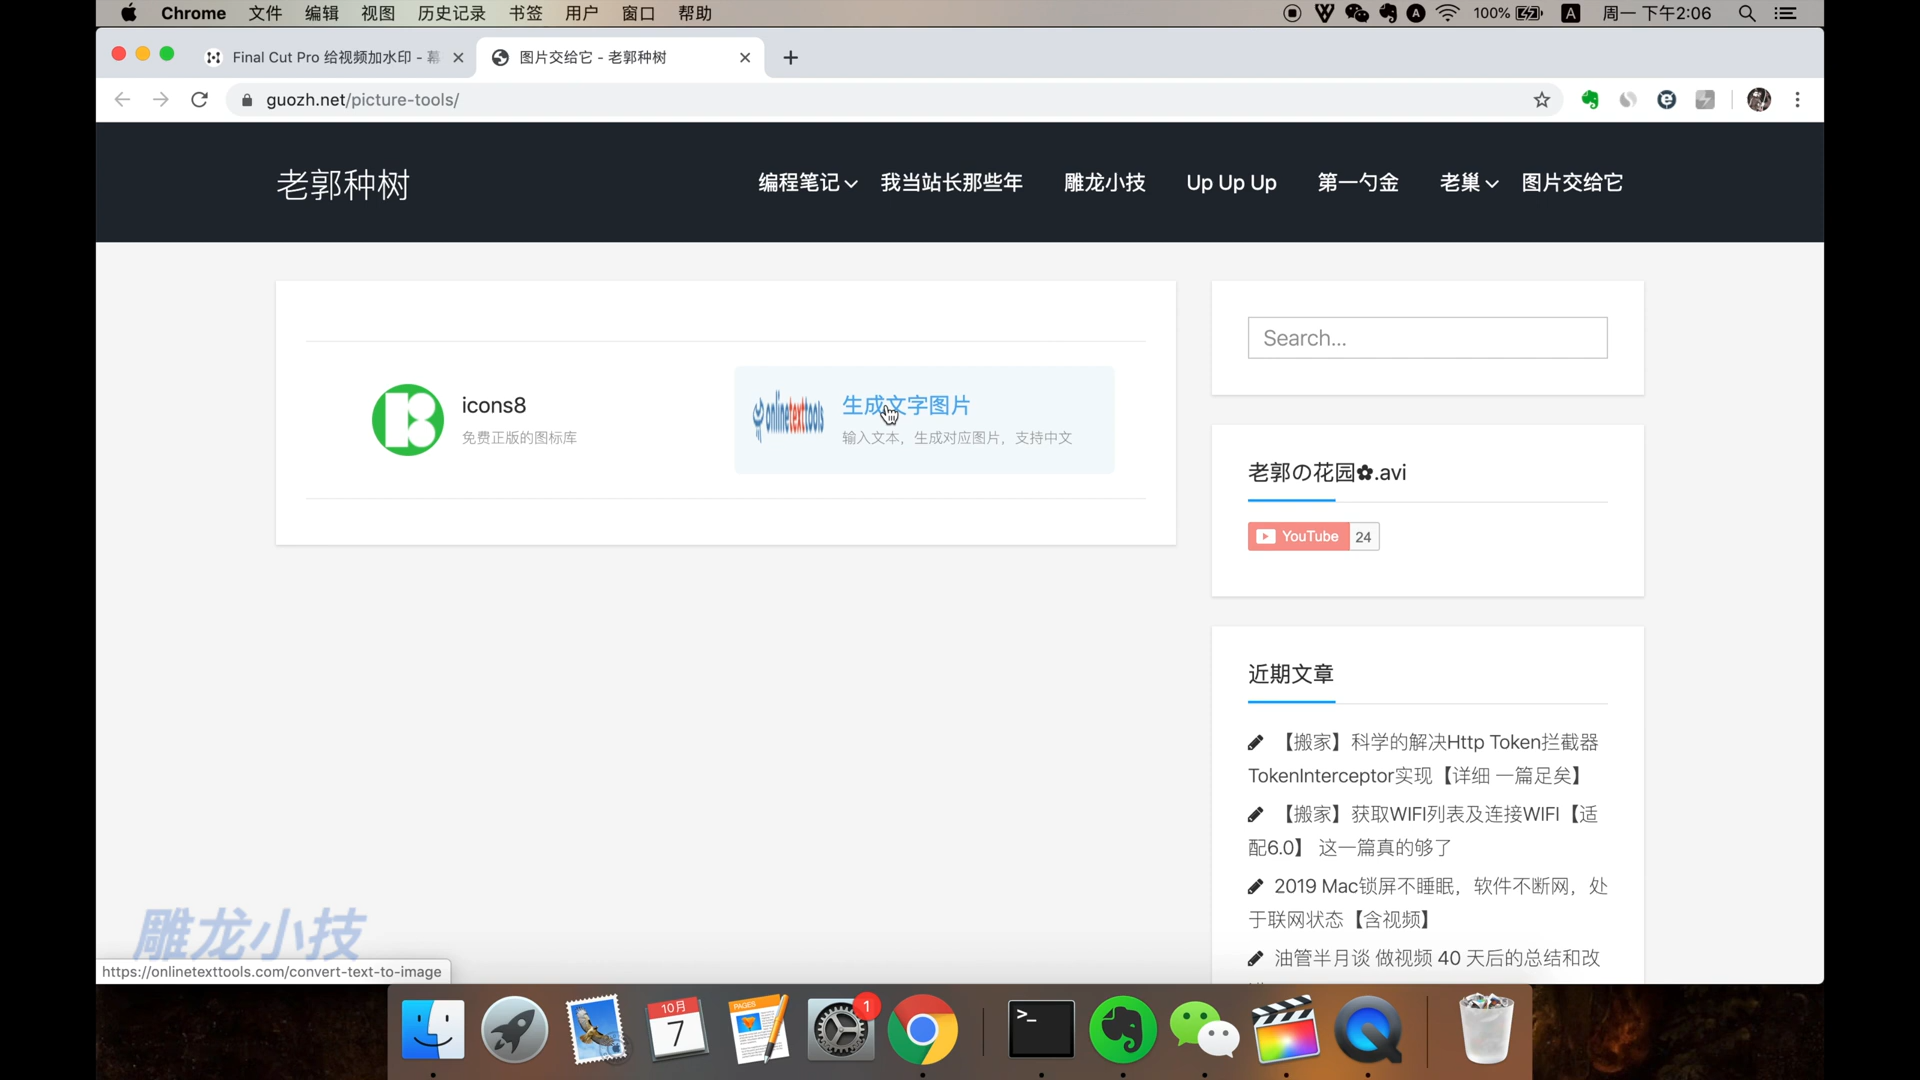 Chrome 文件 编辑 视图 历史记录 书签 用户 窗口 帮助 100% A 周一 下午2:06
Final Cut Pro 给视频加水印 - 幕
图片交给它 - 老郭种树
guozh.net/picture-tools/
老郭种树
编程笔记 我当站长那些年 雕龙小技 Up Up Up 第一勺金 老巢 图片交给它
icons8
免费正版的图标库
onlinetexttools
生成文字图片
输入文本，生成对应图片，支持中文
Search...
老郭の花园✿.avi
YouTube 24
近期文章
【搬家】科学的解决Http Token拦截器
TokenInterceptor实现【详细 一篇足矣】
【搬家】获取WIFI列表及连接WIFI【适
配6.0】 这一篇真的够了
2019 Mac锁屏不睡眠，软件不断网，处
于联网状态【含视频】
油管半月谈 做视频 40 天后的总结和改
雕龙小技
https://onlinetexttools.com/convert-text-to-image
10月
7
PAGES
1
>_